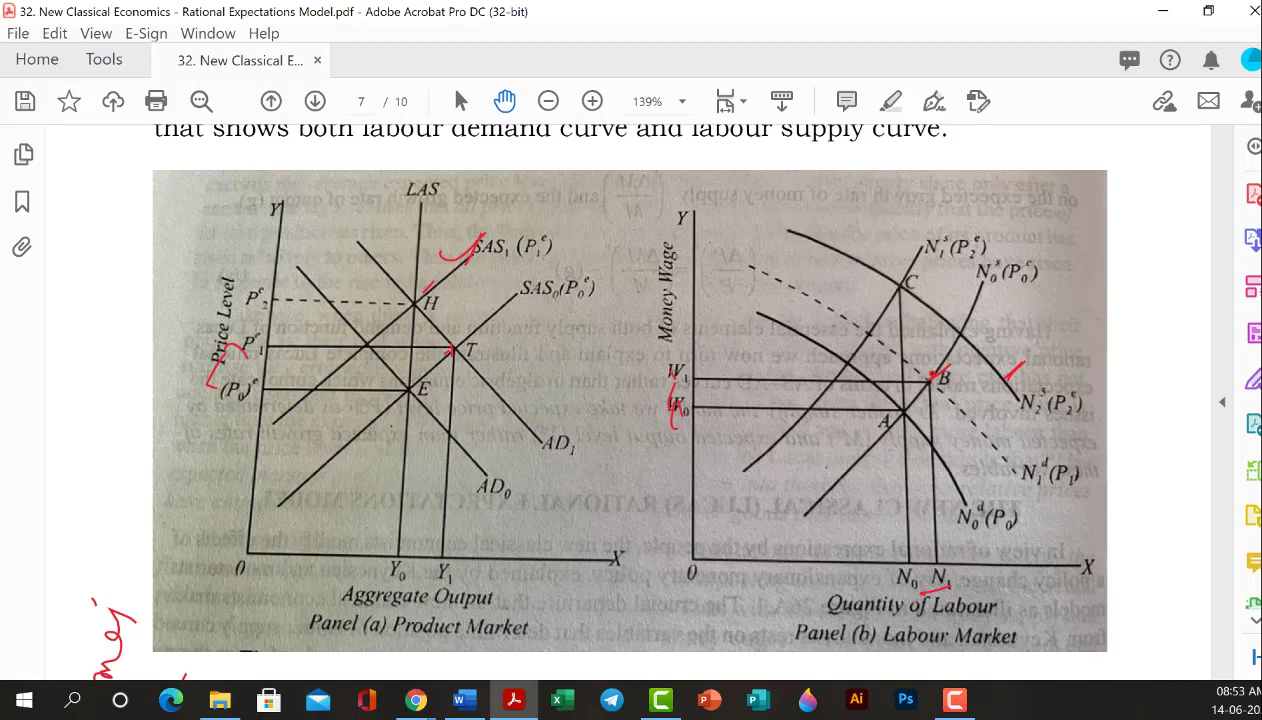 32. New Classical Economics - Rational Expectations Model.pdf - Adobe Acrobat Pro DC (32-bit)
File Edit View E-Sign Window Help
Home Tools 32. New Classical E... ×
7 / 10 139%
that shows both labour demand curve and labour supply curve.
LAS
Y
SAS₁ (P₁ᵉ)
SAS₀(P₀ᵉ)
Price Level
P₂ᵉ
H
P₁ᵉ
T
(P₀)ᵉ
E
AD₁
AD₀
0
Y₀ Y₁
X
Aggregate Output
Panel (a) Product Market
Y
Money Wage
N₁ˢ(P₂ᵉ)
N₀ˢ(P₀ᵉ)
C
W₁
B
W₀
A
N₂ˢ(P₂ᵉ)
N₁ᵈ(P₁)
N₀ᵈ(P₀)
0
N₀ N₁
X
Quantity of Labour
Panel (b) Labour Market
08:53 AM